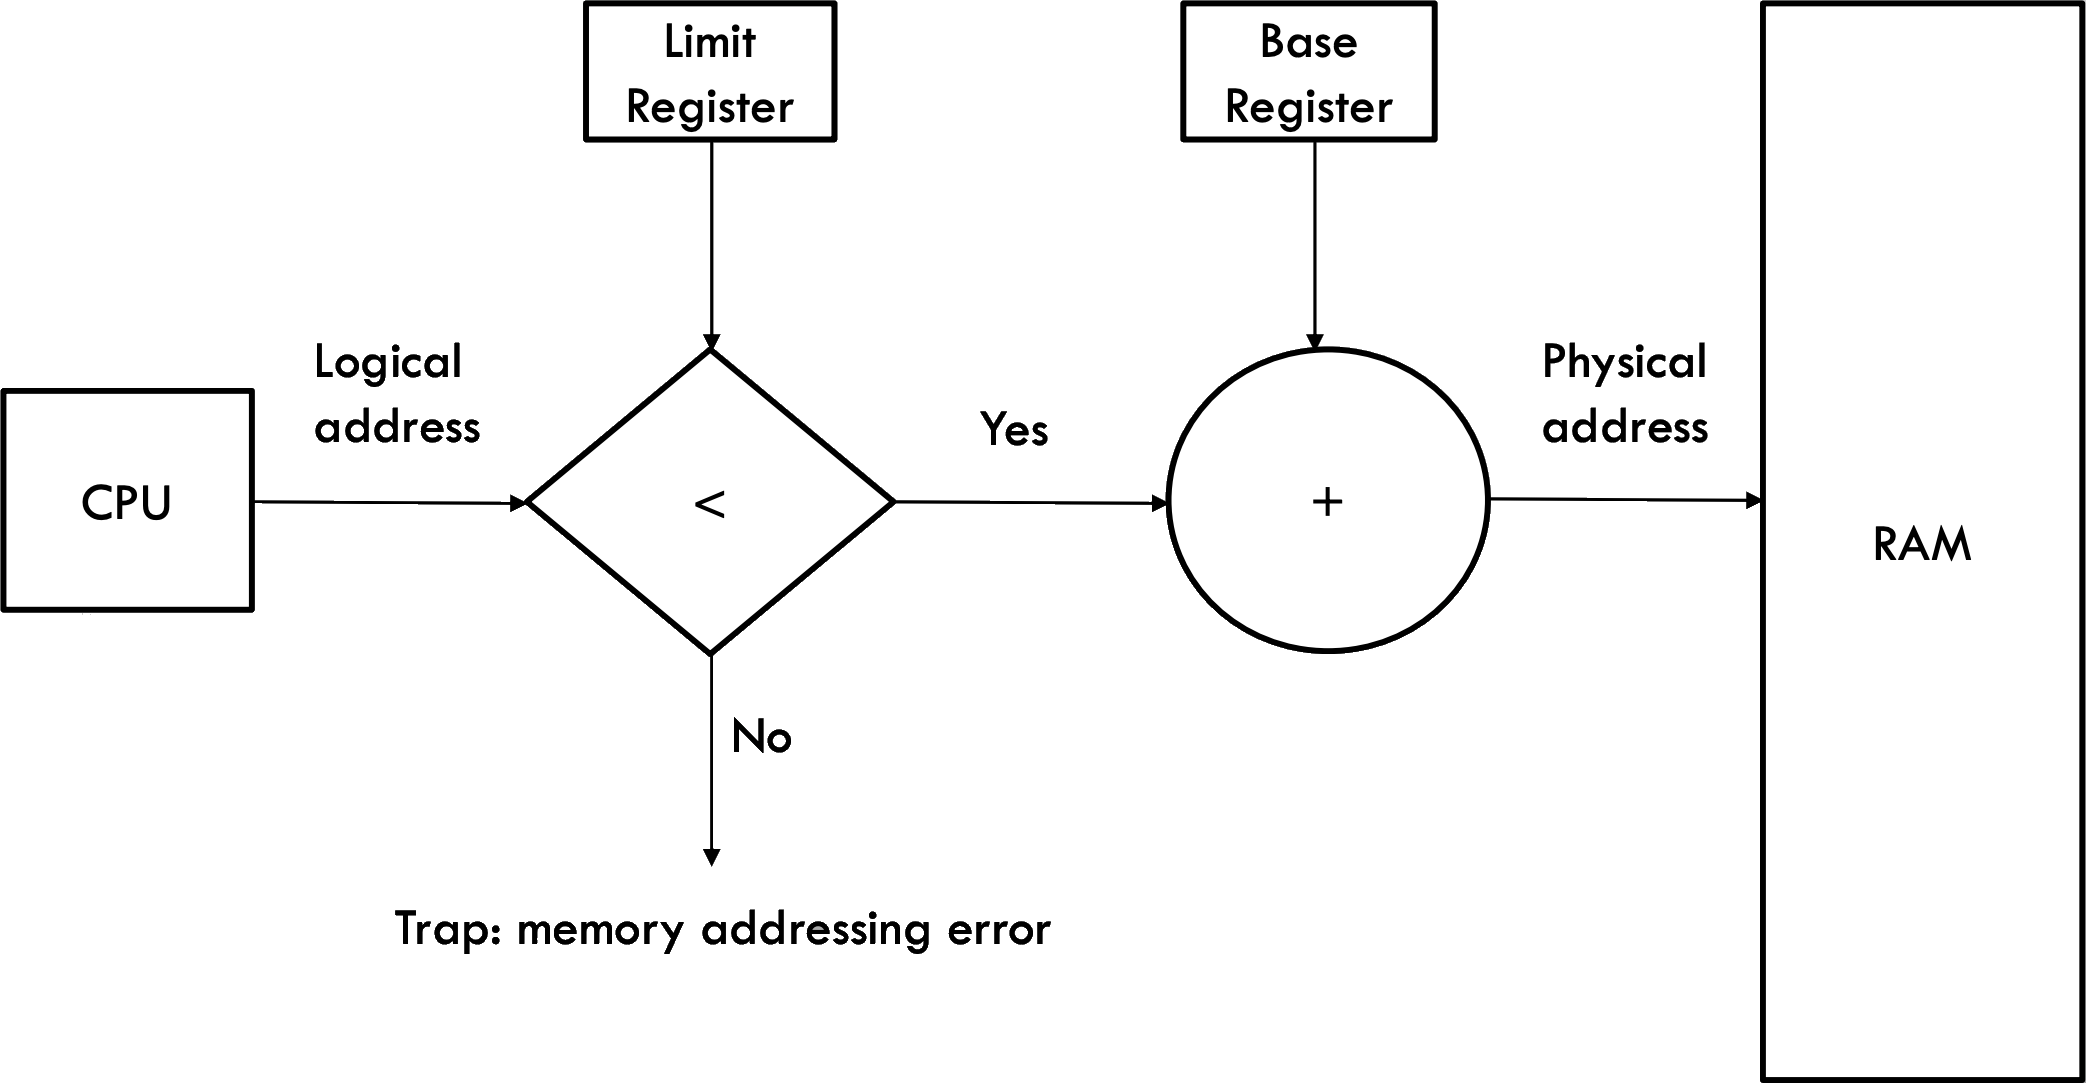 Limit
Register
Base
Register
Logical
address
Yes
Physical
address
CPU
<
+
RAM
No
Trap: memory addressing error